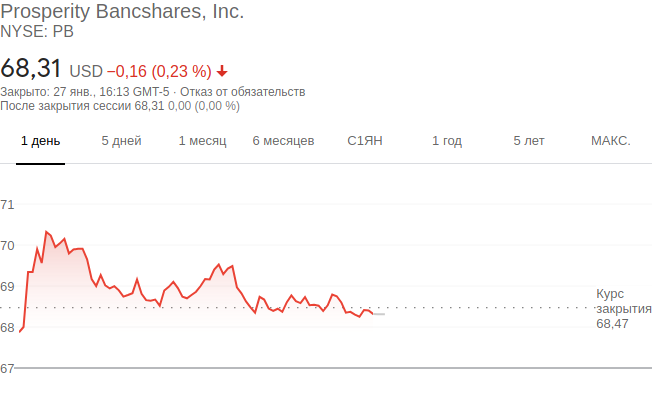 Prosperity Bancshares, Inc.
NYSE: PB
68,31 USD −0,16 (0,23 %)
Закрыто: 27 янв., 16:13 GMT-5 · Отказ от обязательств
После закрытия сессии 68,31 0,00 (0,00 %)
1 день 5 дней 1 месяц 6 месяцев С1ЯН 1 год 5 лет МАКС.
71
70
69
Курс
закрытия
68,47
68
67